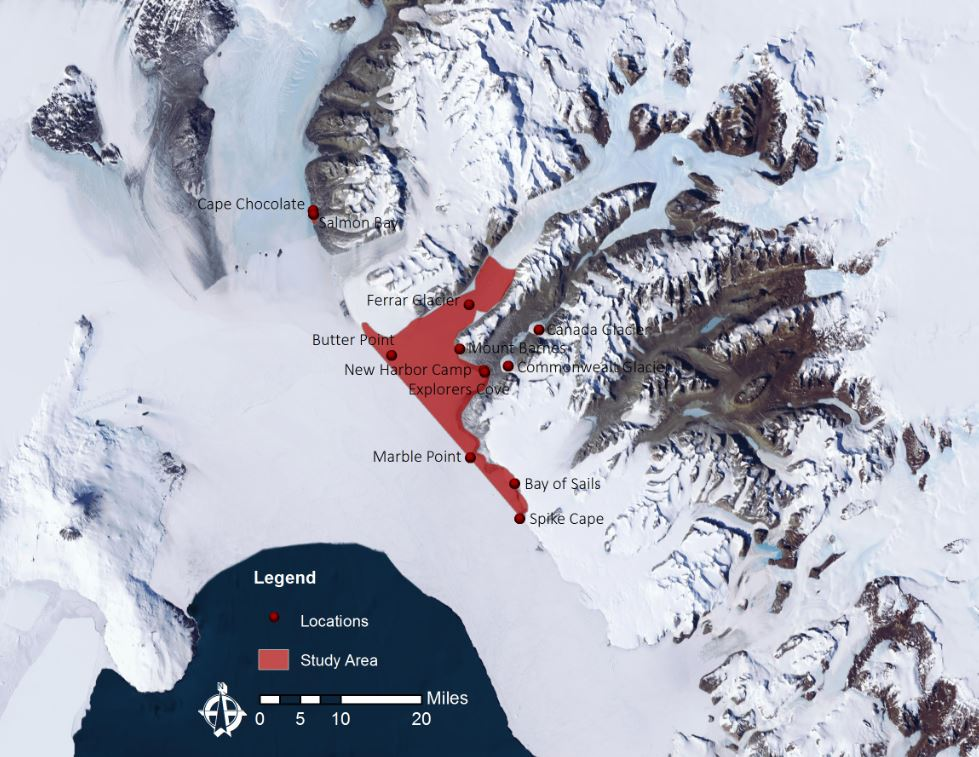 Cape Chocolate
Salmon Bay
Ferrar Glacier
Canada Glacier
Butter Point
Mount Barnes
New Harbor Camp
Commonwealt Glacier
Explorers Cove
Marble Point
Bay of Sails
Spike Cape
Legend
Locations
Study Area
Miles
0 5 10 20